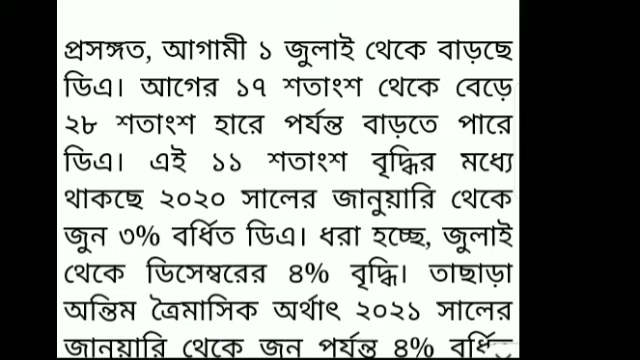 প্রসঙ্গত, আগামী ১ জুলাই থেকে বাড়ছে
ডিএ। আগের ১৭ শতাংশ থেকে বেড়ে
২৮ শতাংশ হারে পর্যন্ত বাড়তে পারে
ডিএ। এই ১১ শতাংশ বৃদ্ধির মধ্যে
থাকছে ২০২০ সালের জানুয়ারি থেকে
জুন ৩% বর্ধিত ডিএ। ধরা হচ্ছে, জুলাই
থেকে ডিসেম্বরের ৪% বৃদ্ধি। তাছাড়া
অন্তিম ত্রৈমাসিক অর্থাৎ ২০২১ সালের
জানুয়ারি থেকে জুন পর্যন্ত ৪% বর্ধিত